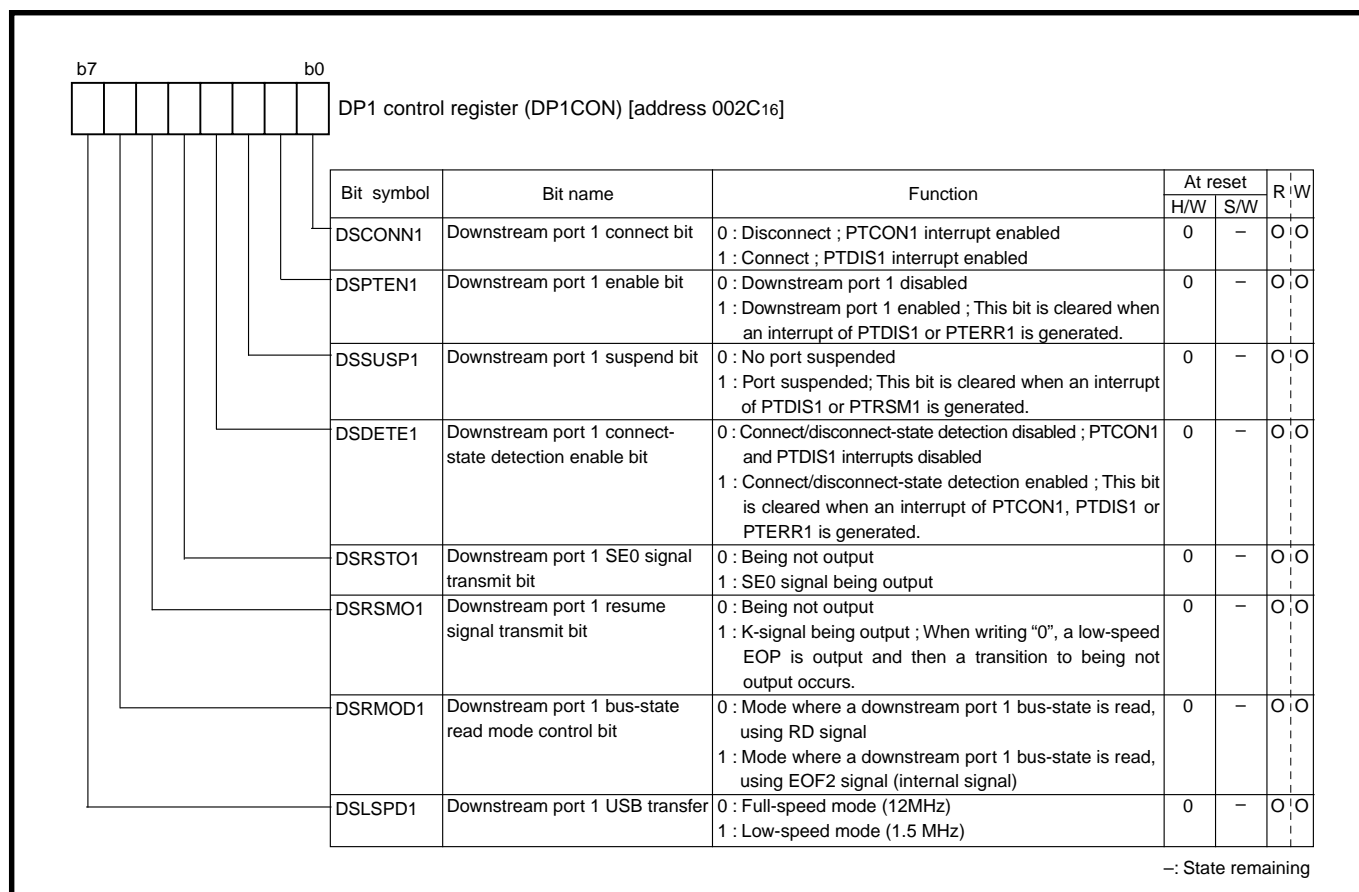 b7 b0
DP1 control register (DP1CON) [address 002C16]
Bit symbol Bit name Function At reset R W
H/W S/W
DSCONN1 Downstream port 1 connect bit 0 : Disconnect ; PTCON1 interrupt enabled 0 – O O
1 : Connect ; PTDIS1 interrupt enabled
DSPTEN1 Downstream port 1 enable bit 0 : Downstream port 1 disabled 0 – O O
1 : Downstream port 1 enabled ; This bit is cleared when
an interrupt of PTDIS1 or PTERR1 is generated.
DSSUSP1 Downstream port 1 suspend bit 0 : No port suspended 0 – O O
1 : Port suspended; This bit is cleared when an interrupt
of PTDIS1 or PTRSM1 is generated.
DSDETE1 Downstream port 1 connect- 0 : Connect/disconnect-state detection disabled ; PTCON1 0 – O O
state detection enable bit and PTDIS1 interrupts disabled
1 : Connect/disconnect-state detection enabled ; This bit
is cleared when an interrupt of PTCON1, PTDIS1 or
PTERR1 is generated.
DSRSTO1 Downstream port 1 SE0 signal 0 : Being not output 0 – O O
transmit bit 1 : SE0 signal being output
DSRSMO1 Downstream port 1 resume 0 : Being not output 0 – O O
signal transmit bit 1 : K-signal being output ; When writing “0”, a low-speed
EOP is output and then a transition to being not
output occurs.
DSRMOD1 Downstream port 1 bus-state 0 : Mode where a downstream port 1 bus-state is read, 0 – O O
read mode control bit using RD signal
1 : Mode where a downstream port 1 bus-state is read,
using EOF2 signal (internal signal)
DSLSPD1 Downstream port 1 USB transfer 0 : Full-speed mode (12MHz) 0 – O O
1 : Low-speed mode (1.5 MHz)
–: State remaining